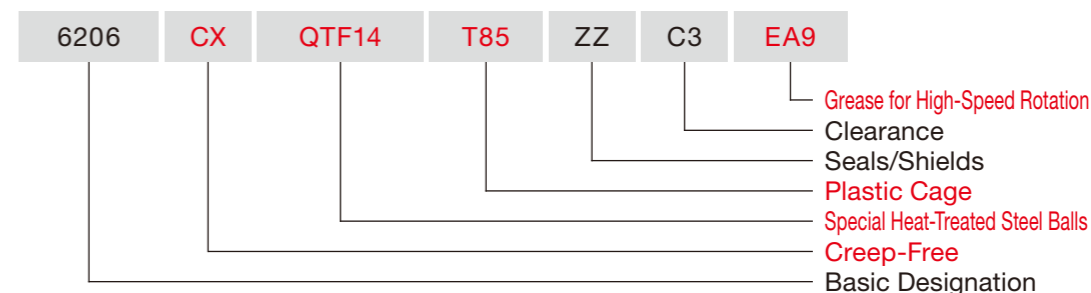 6206 CX QTF14 T85 ZZ C3 EA9
Grease for High-Speed Rotation
Clearance
Seals/Shields
Plastic Cage
Special Heat-Treated Steel Balls
Creep-Free
Basic Designation